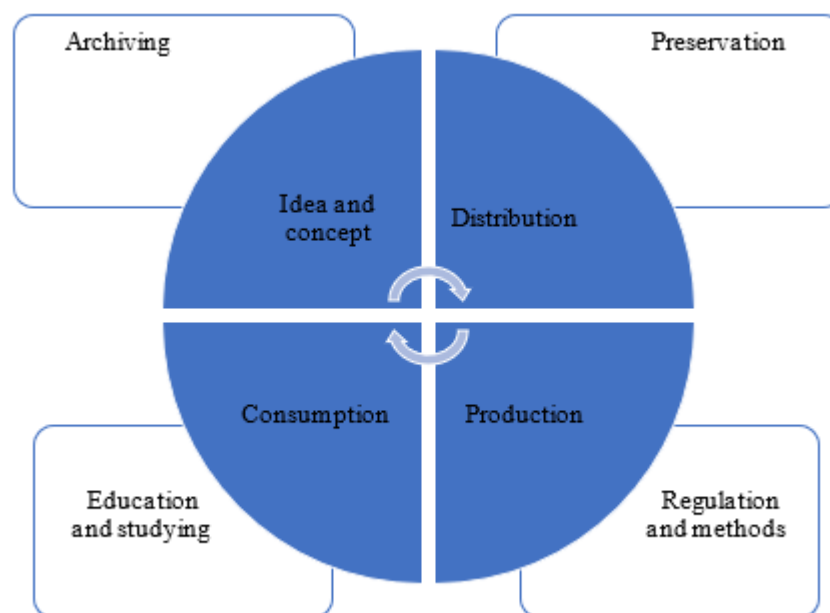 Archiving
Preservation
Idea and
concept
Distribution
Consumption
Production
Education
and studying
Regulation
and methods